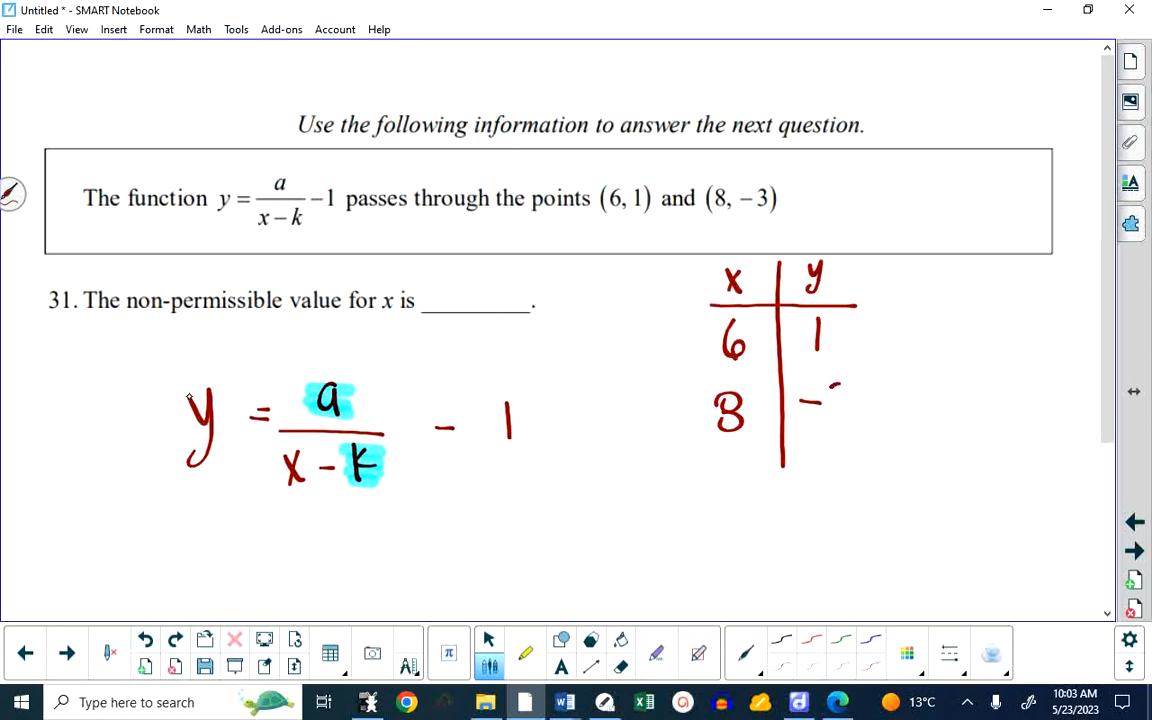 Untitled * - SMART Notebook
File Edit View Insert Format Math Tools Add-ons Account Help
Use the following information to answer the next question.
The function y = a / (x − k) − 1 passes through the points (6, 1) and (8, −3)
31. The non-permissible value for x is ________.
x y
6 1
8 −
y = a / (x − k) − 1
π
A
Type here to search
13°C
10:03 AM
5/23/2023